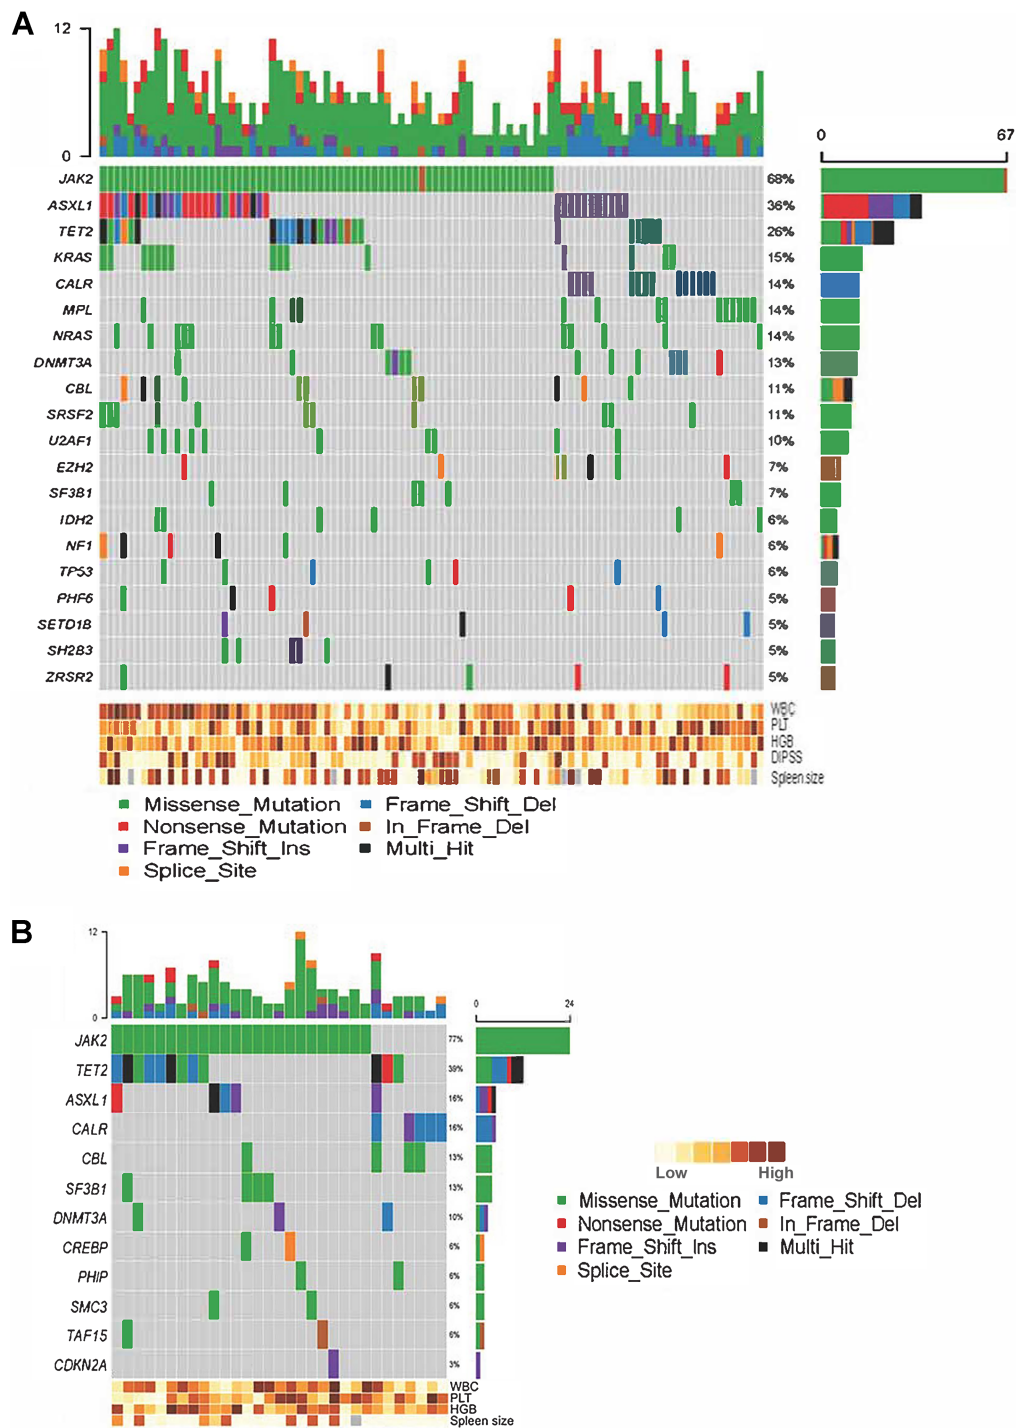 A
12
0
0 67
JAK2 68%
ASXL1 36%
TET2 26%
KRAS 15%
CALR 14%
MPL 14%
NRAS 14%
DNMT3A 13%
CBL 11%
SRSF2 11%
U2AF1 10%
EZH2 7%
SF3B1 7%
IDH2 6%
NF1 6%
TP53 6%
PHF6 5%
SETD1B 5%
SH2B3 5%
ZRSR2 5%
WBC
PLT
HGB
DIPSS
Spleen.size
Missense_Mutation Frame_Shift_Del
Nonsense_Mutation In_Frame_Del
Frame_Shift_Ins Multi_Hit
Splice_Site
B
12
0
0 24
JAK2 77%
TET2 39%
ASXL1 16%
CALR 16%
CBL 13%
SF3B1 13%
DNMT3A 10%
CREBP 6%
PHIP 6%
SMC3 6%
TAF15 6%
CDKN2A 3%
WBC
PLT
HGB
Spleen size
Low High
Missense_Mutation Frame_Shift_Del
Nonsense_Mutation In_Frame_Del
Frame_Shift_Ins Multi_Hit
Splice_Site